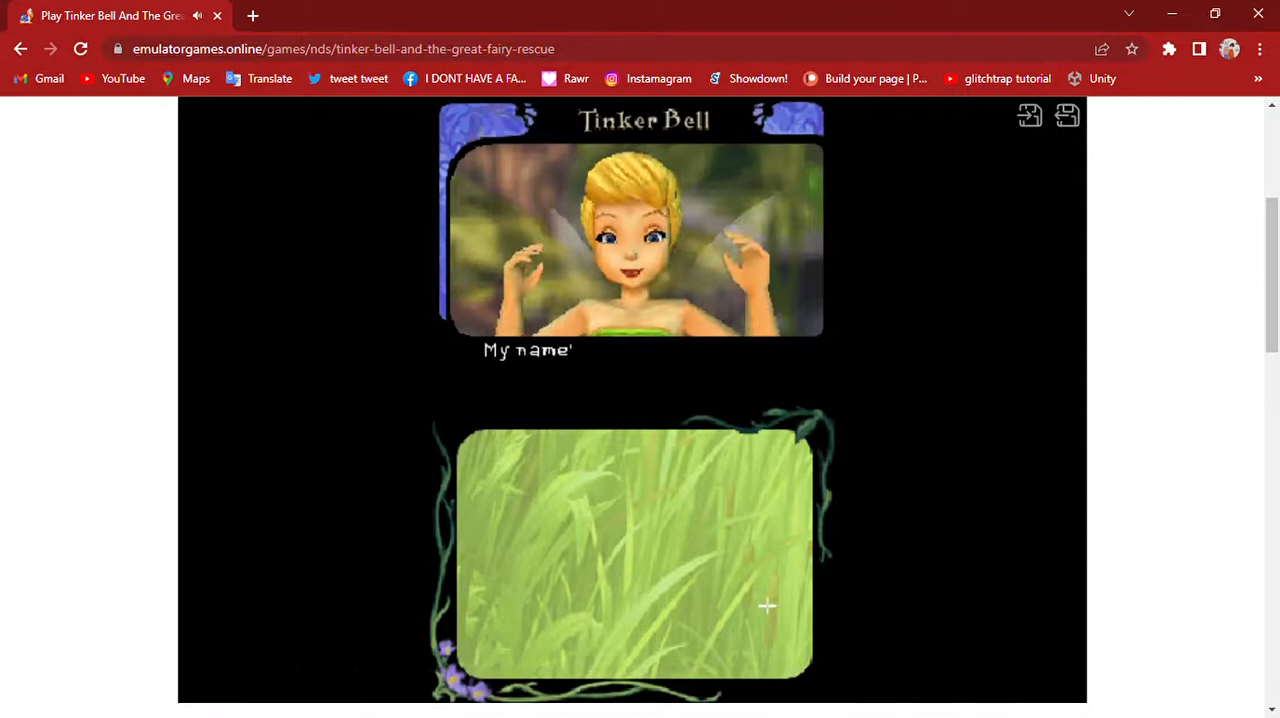 Play Tinker Bell And The Grea
emulatorgames.online/games/nds/tinker-bell-and-the-great-fairy-rescue
Gmail YouTube Maps Translate tweet tweet I DONT HAVE A FA... Rawr Instamagram Showdown! Build your page | P... glitchtrap tutorial Unity »
Tinker Bell
My name'